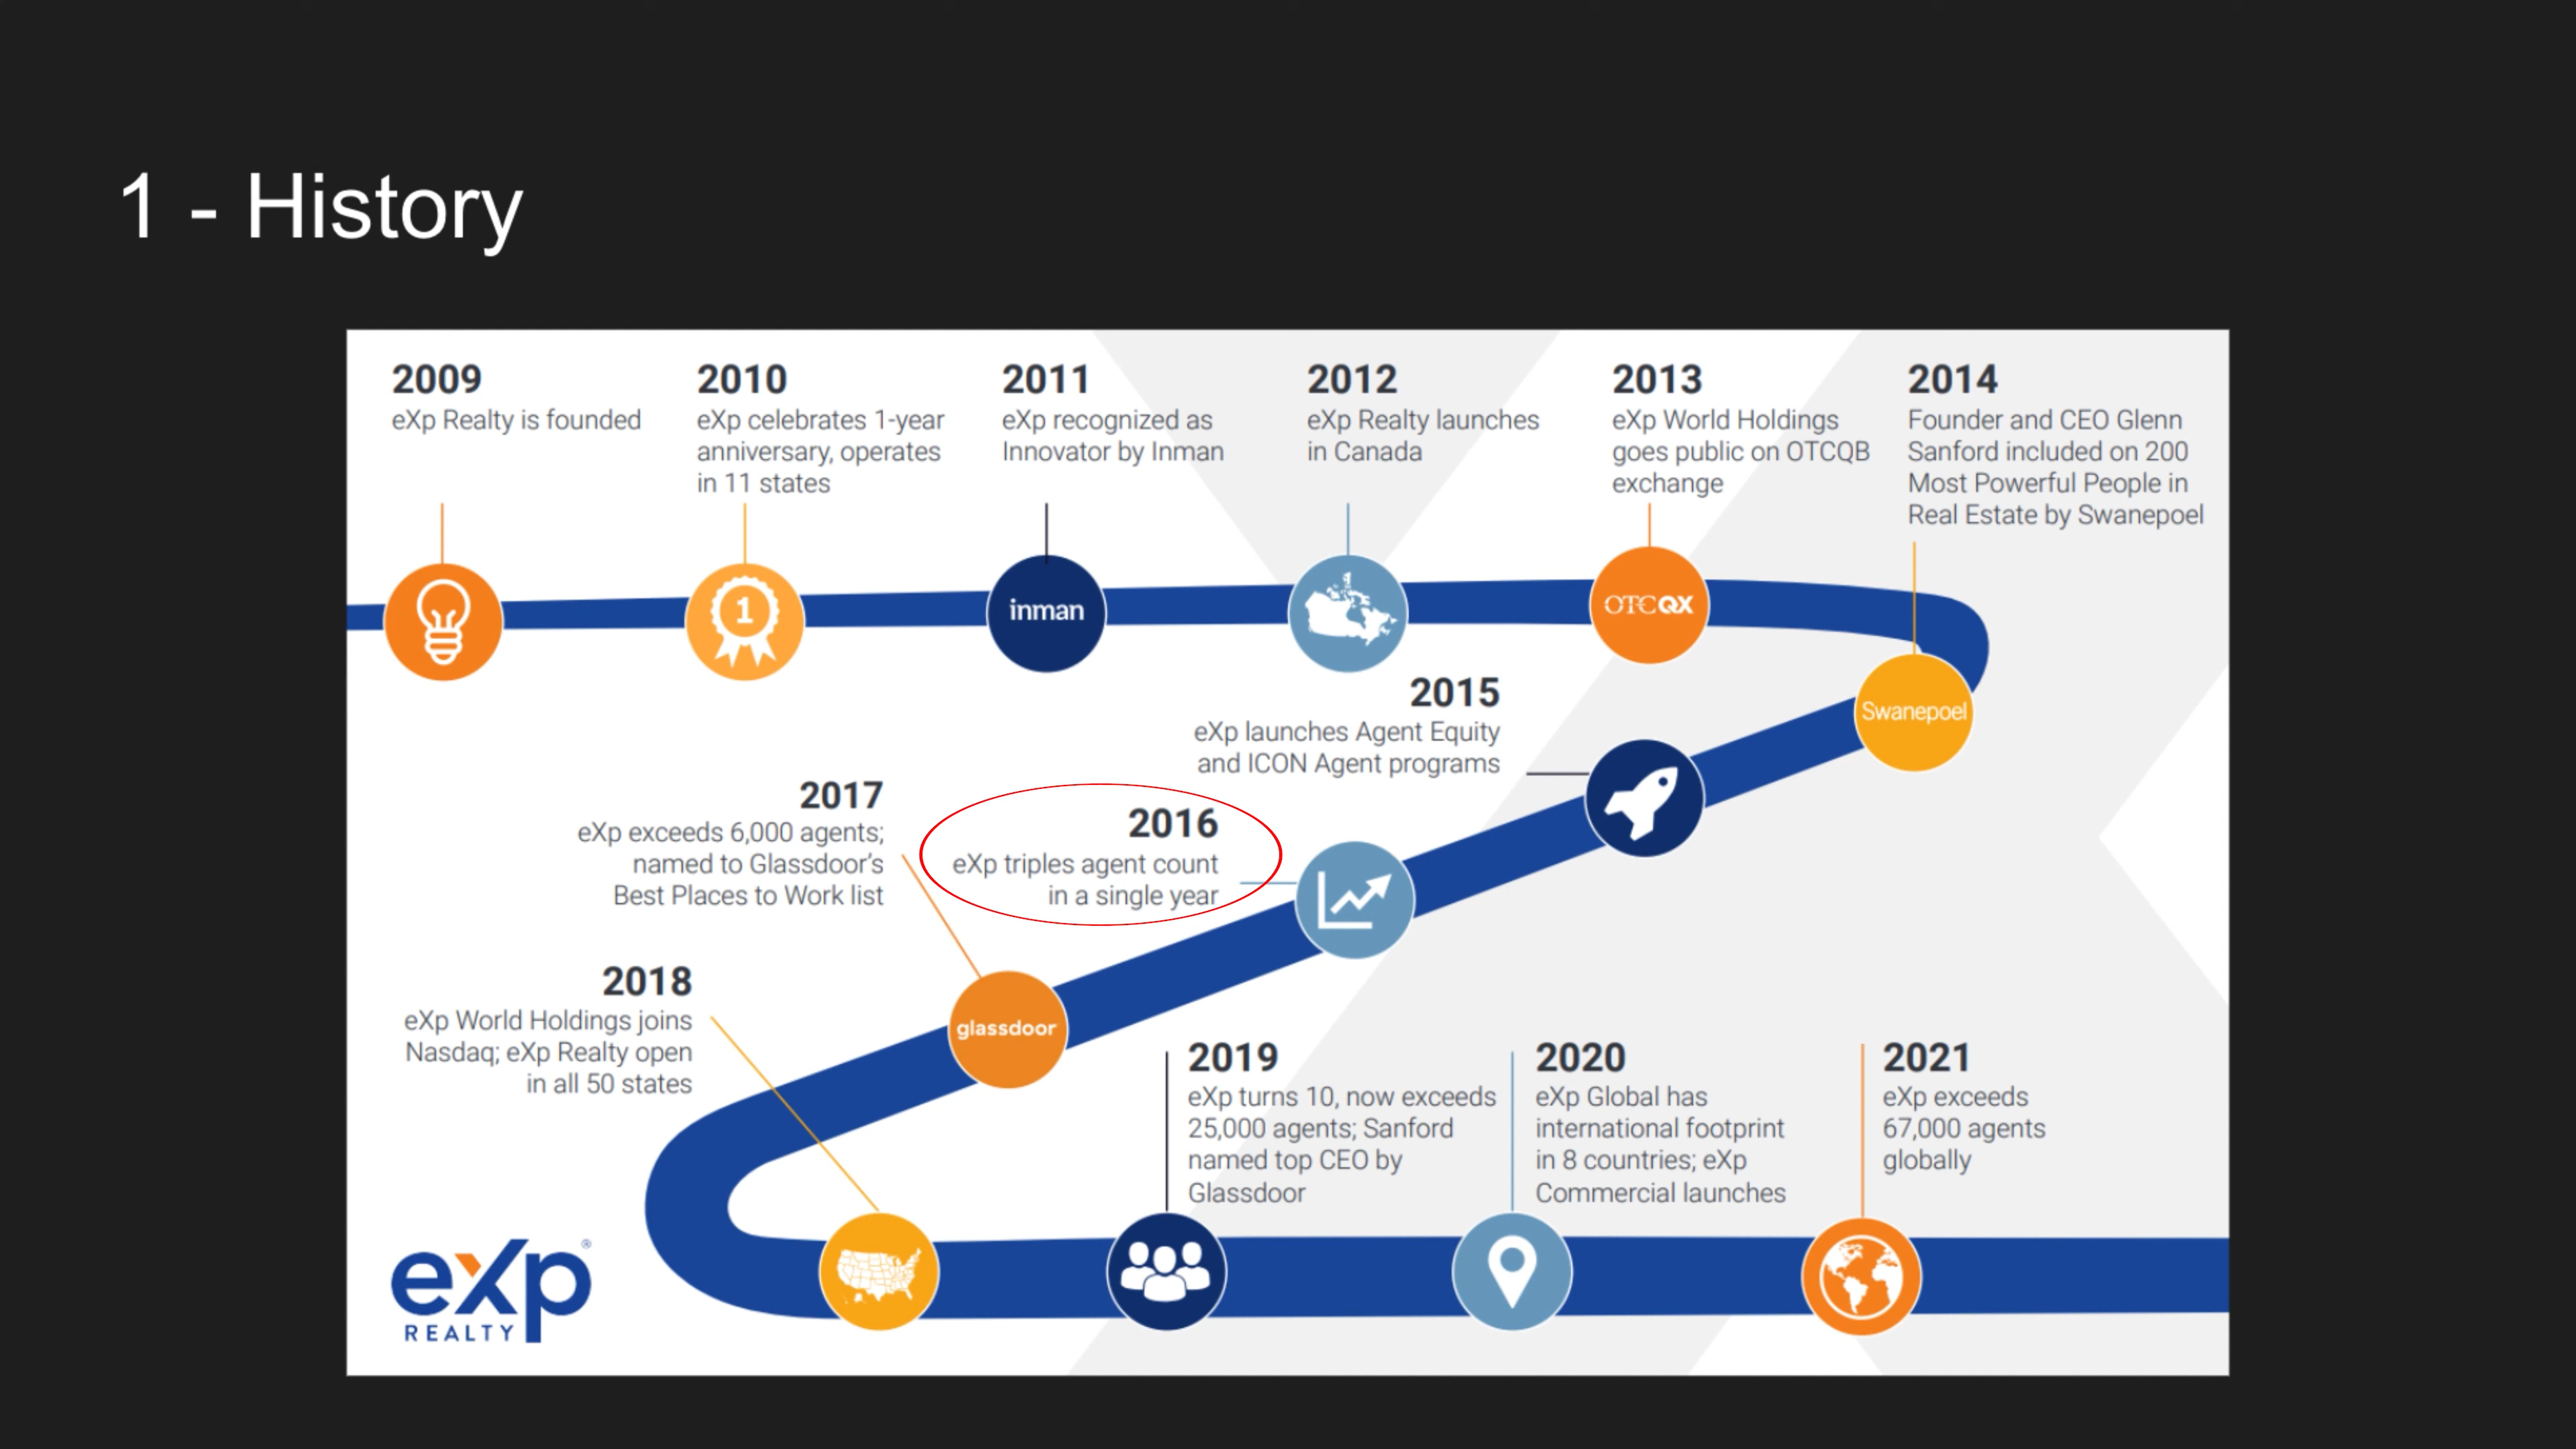 1 - History
2009
eXp Realty is founded
2010
eXp celebrates 1-year
anniversary, operates
in 11 states
2011
eXp recognized as
Innovator by Inman
2012
eXp Realty launches
in Canada
2013
eXp World Holdings
goes public on OTCQB
exchange
2014
Founder and CEO Glenn
Sanford included on 200
Most Powerful People in
Real Estate by Swanepoel
1
inman
OTCQX
Swanepoel
2015
eXp launches Agent Equity
and ICON Agent programs
2016
eXp triples agent count
in a single year
2017
eXp exceeds 6,000 agents;
named to Glassdoor's
Best Places to Work list
glassdoor
2018
eXp World Holdings joins
Nasdaq; eXp Realty open
in all 50 states
2019
eXp turns 10, now exceeds
25,000 agents; Sanford
named top CEO by
Glassdoor
2020
eXp Global has
international footprint
in 8 countries; eXp
Commercial launches
2021
eXp exceeds
67,000 agents
globally
eXp®
REALTY